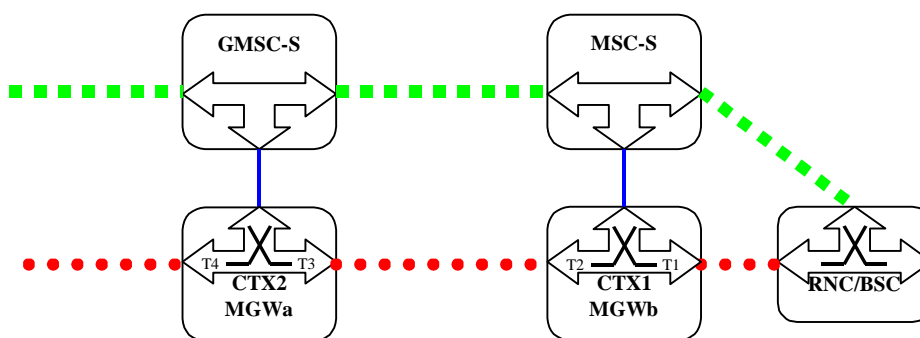 GMSC-S
MSC-S
T4
T3
CTX2
MGWa
T2
T1
CTX1
MGWb
RNC/BSC